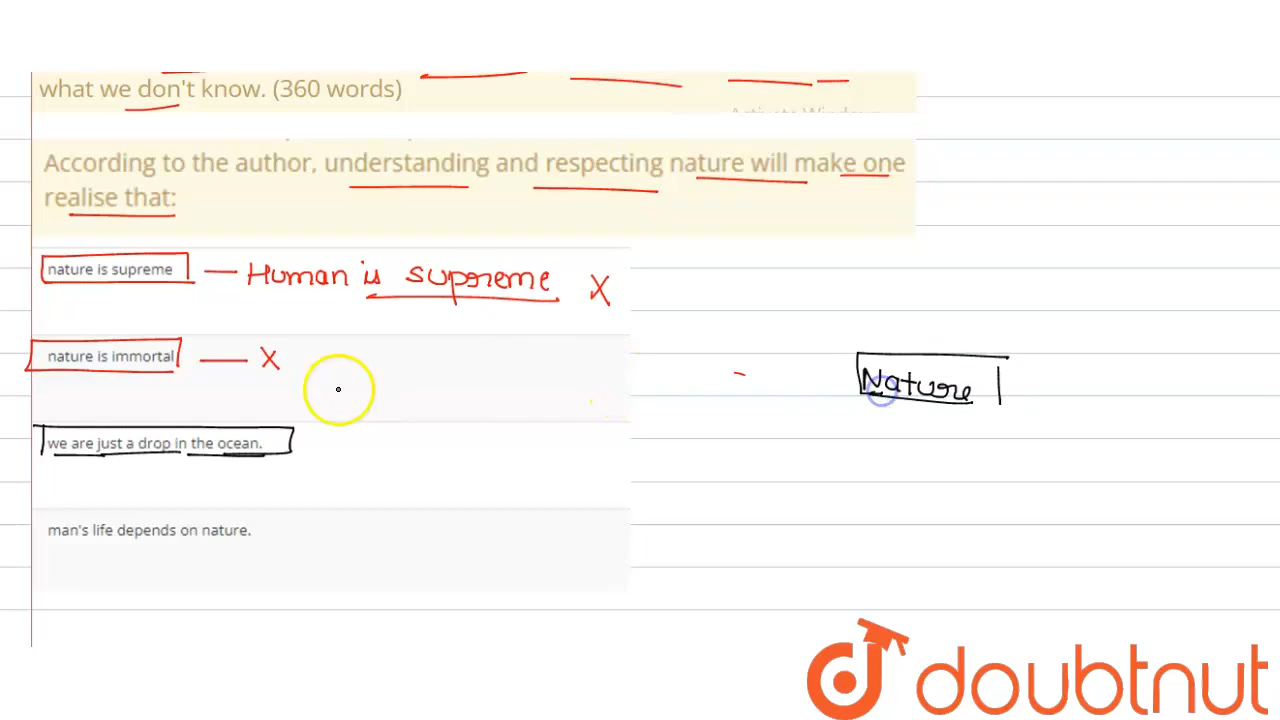 what we don't know. (360 words)
According to the author, understanding and respecting nature will make one
realise that:
nature is supreme — Human is supreme X
nature is immortal — X
Nature
we are just a drop in the ocean.
man's life depends on nature.
doubtnut